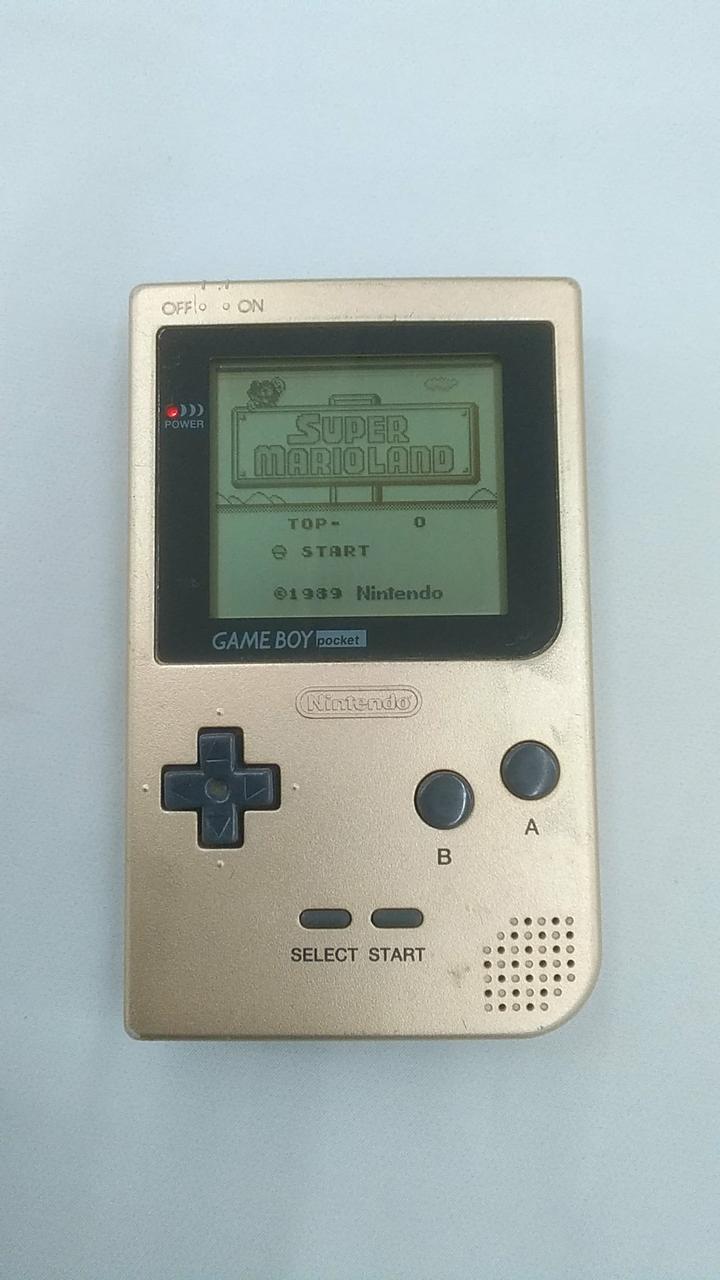 OFF ON
POWER
SUPER
MARIOLAND
TOP- 0
START
©1989 Nintendo
GAME BOY pocket
Nintendo
A
B
SELECT START